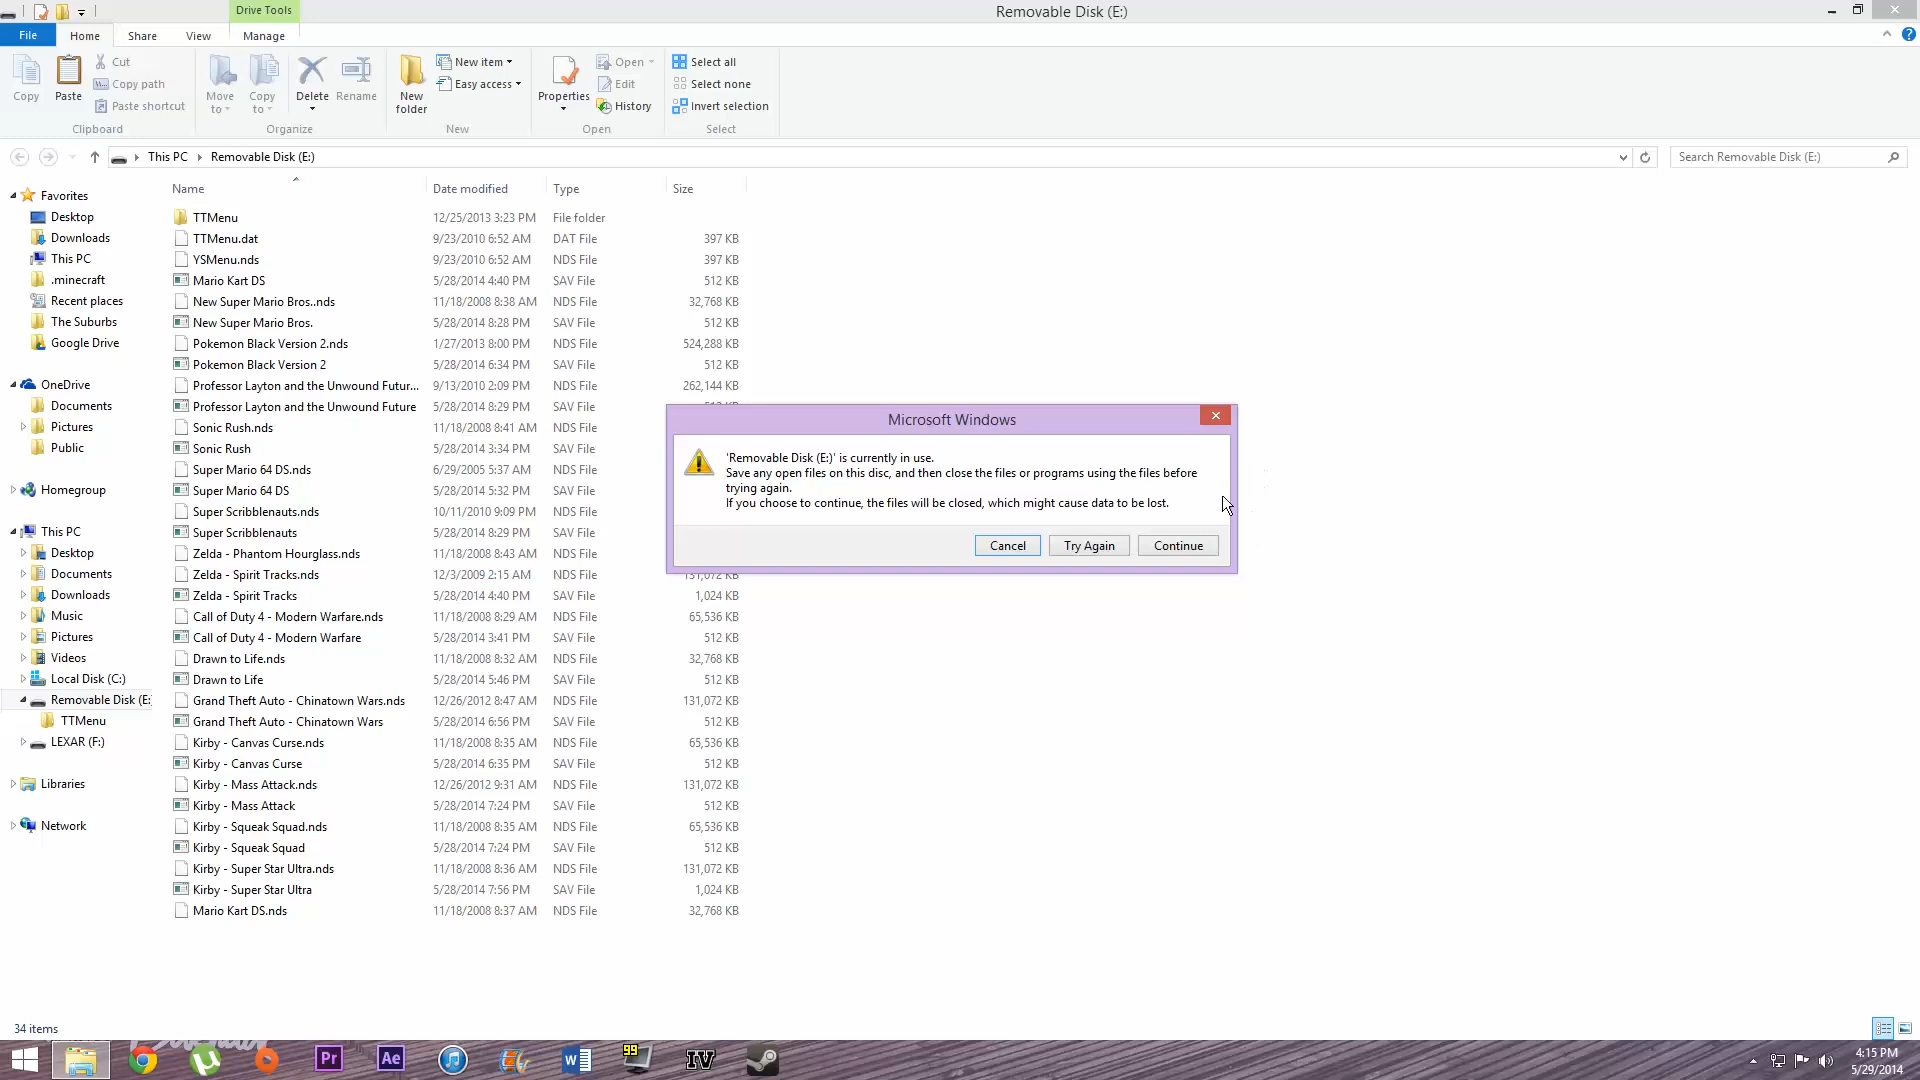 Drive Tools
Removable Disk (E:)
File
Home
Share
View
Manage
Copy
Paste
Cut
Copy path
Paste shortcut
Clipboard
Move to
Copy to
Delete
Rename
Organize
New folder
New item
Easy access
New
Properties
Open
Edit
History
Open
Select all
Select none
Invert selection
Select
This PC
Removable Disk (E:)
Search Removable Disk (E:)
Name
Date modified
Type
Size
Favorites
Desktop
Downloads
This PC
.minecraft
Recent places
The Suburbs
Google Drive
OneDrive
Documents
Pictures
Public
Homegroup
This PC
Desktop
Documents
Downloads
Music
Pictures
Videos
Local Disk (C:)
Removable Disk (E:
TTMenu
LEXAR (F:)
Libraries
Network
TTMenu 12/25/2013 3:23 PM File folder
TTMenu.dat 9/23/2010 6:52 AM DAT File 397 KB
YSMenu.nds 9/23/2010 6:52 AM NDS File 397 KB
Mario Kart DS 5/28/2014 4:40 PM SAV File 512 KB
New Super Mario Bros..nds 11/18/2008 8:38 AM NDS File 32,768 KB
New Super Mario Bros. 5/28/2014 8:28 PM SAV File 512 KB
Pokemon Black Version 2.nds 1/27/2013 8:00 PM NDS File 524,288 KB
Pokemon Black Version 2 5/28/2014 6:34 PM SAV File 512 KB
Professor Layton and the Unwound Futur... 9/13/2010 2:09 PM NDS File 262,144 KB
Professor Layton and the Unwound Future 5/28/2014 8:29 PM SAV File
Sonic Rush.nds 11/18/2008 8:41 AM NDS File
Sonic Rush 5/28/2014 3:34 PM SAV File
Super Mario 64 DS.nds 6/29/2005 5:37 AM NDS File
Super Mario 64 DS 5/28/2014 5:32 PM SAV File
Super Scribblenauts.nds 10/11/2010 9:09 PM NDS File
Super Scribblenauts 5/28/2014 8:29 PM SAV File
Zelda - Phantom Hourglass.nds 11/18/2008 8:43 AM NDS File
Zelda - Spirit Tracks.nds 12/3/2009 2:15 AM NDS File 131,072 KB
Zelda - Spirit Tracks 5/28/2014 4:40 PM SAV File 1,024 KB
Call of Duty 4 - Modern Warfare.nds 11/18/2008 8:29 AM NDS File 65,536 KB
Call of Duty 4 - Modern Warfare 5/28/2014 3:41 PM SAV File 512 KB
Drawn to Life.nds 11/18/2008 8:32 AM NDS File 32,768 KB
Drawn to Life 5/28/2014 5:46 PM SAV File 512 KB
Grand Theft Auto - Chinatown Wars.nds 12/26/2012 8:47 AM NDS File 131,072 KB
Grand Theft Auto - Chinatown Wars 5/28/2014 6:56 PM SAV File 512 KB
Kirby - Canvas Curse.nds 11/18/2008 8:35 AM NDS File 65,536 KB
Kirby - Canvas Curse 5/28/2014 6:35 PM SAV File 512 KB
Kirby - Mass Attack.nds 12/26/2012 9:31 AM NDS File 131,072 KB
Kirby - Mass Attack 5/28/2014 7:24 PM SAV File 512 KB
Kirby - Squeak Squad.nds 11/18/2008 8:35 AM NDS File 65,536 KB
Kirby - Squeak Squad 5/28/2014 7:24 PM SAV File 512 KB
Kirby - Super Star Ultra.nds 11/18/2008 8:36 AM NDS File 131,072 KB
Kirby - Super Star Ultra 5/28/2014 7:56 PM SAV File 1,024 KB
Mario Kart DS.nds 11/18/2008 8:37 AM NDS File 32,768 KB
Microsoft Windows
'Removable Disk (E:)' is currently in use.
Save any open files on this disc, and then close the files or programs using the files before
trying again.
If you choose to continue, the files will be closed, which might cause data to be lost.
Cancel
Try Again
Continue
34 items
Pr
Ae
99
IV
4:15 PM
5/29/2014